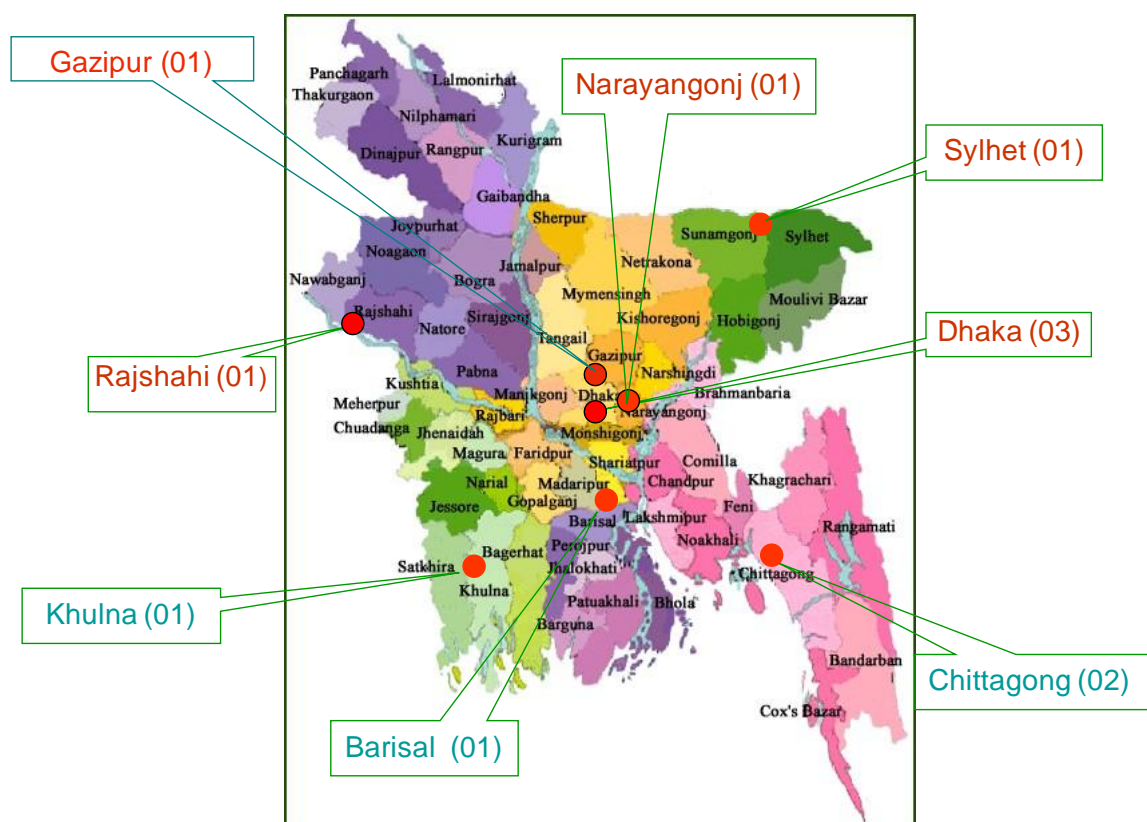 Gazipur (01)
Narayangonj (01)
Sylhet (01)
Dhaka (03)
Rajshahi (01)
Khulna (01)
Barisal (01)
Chittagong (02)
Panchagarh
Thakurgaon
Lalmonirhat
Nilphamari
Kurigram
Rangpur
Dinajpur
Gaibandha
Sherpur
Joypurhat
Sunamgonj
Sylhet
Noagaon
Netrakona
Nawabganj
Bogra
Jamalpur
Mymensingh
Moulivi Bazar
Rajshahi
Sirajgonj
Kishoregonj
Hobigonj
Natore
Tangail
Gazipur
Pabna
Narshingdi
Kushtia
Manikgonj
Dhaka
Brahmanbaria
Meherpur
Rajbari
Narayangonj
Chuadanga
Jhenaidah
Monshigonj
Magura
Faridpur
Shariatpur
Comilla
Narial
Madaripur
Chandpur
Khagrachari
Jessore
Gopalganj
Feni
Barisal
Lakshmipur
Rangamati
Bagerhat
Perojpur
Noakhali
Satkhira
Jhalokhati
Chittagong
Khulna
Patuakhali
Bhola
Barguna
Bandarban
Cox's Bazar